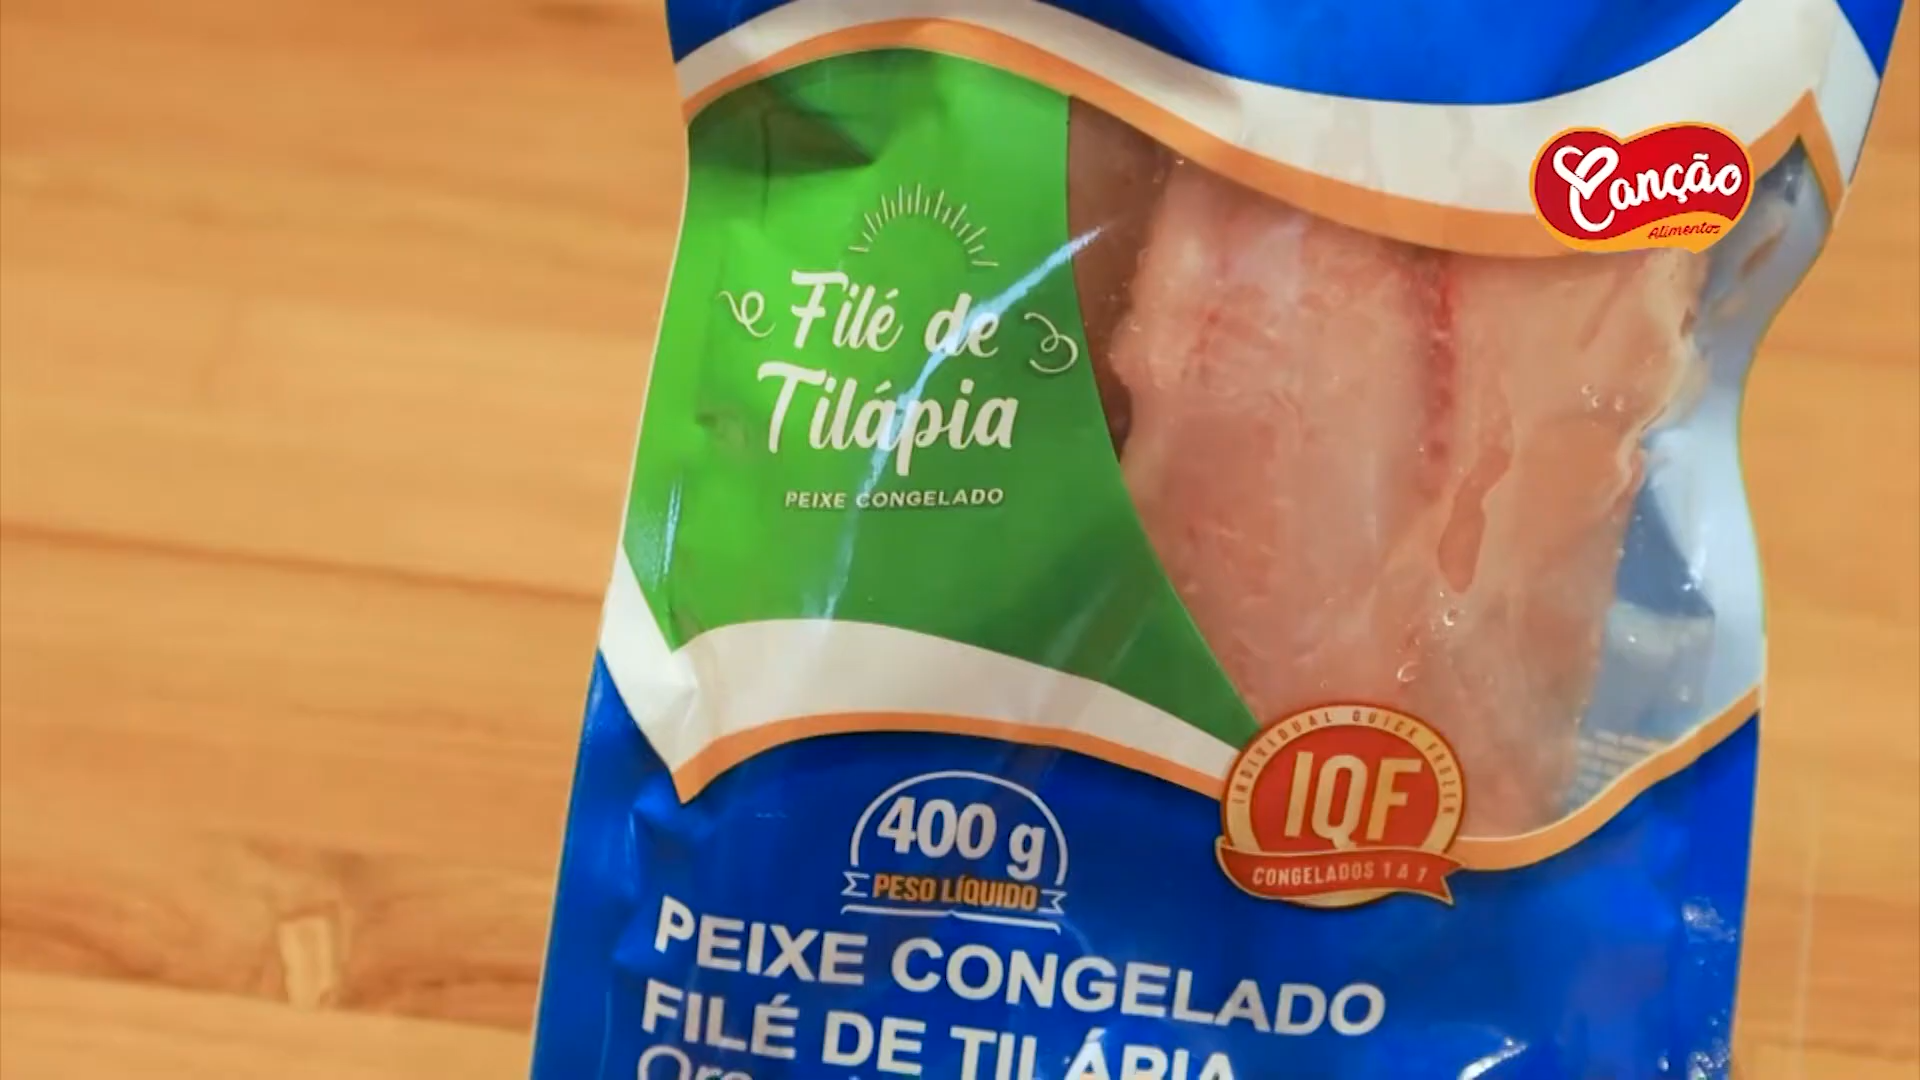 Canção
Alimentos
Filé de
Tilápia
PEIXE CONGELADO
INDIVIDUAL QUICK FROZEN
IQF
CONGELADOS 1 A 1
400 g
PESO LÍQUIDO
PEIXE CONGELADO
FILÉ DE TILÁPIA